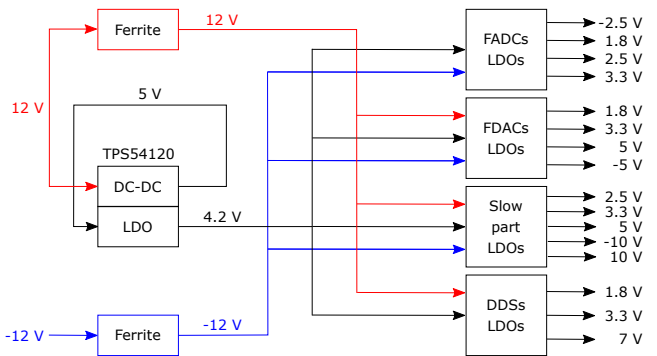 12 V
Ferrite
12 V
5 V
TPS54120
DC-DC
LDO
4.2 V
-12 V
Ferrite
-12 V
FADCs
LDOs
-2.5 V
1.8 V
2.5 V
3.3 V
FDACs
LDOs
1.8 V
3.3 V
5 V
-5 V
Slow
part
LDOs
2.5 V
3.3 V
5 V
-10 V
10 V
DDSs
LDOs
1.8 V
3.3 V
7 V